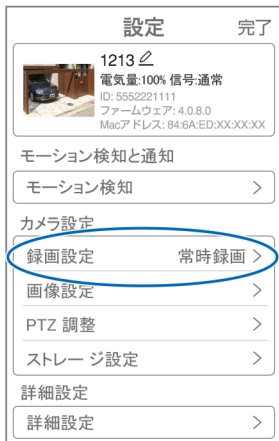 設定 完了
1213
電気量:100% 信号:通常
ID: 5552221111
ファームウェア: 4.0.8.0
Macアドレス: 84:6A:ED:XX:XX:XX
モーション検知と通知
モーション検知 >
カメラ設定
録画設定 常時録画 >
画像設定 >
PTZ 調整 >
ストレージ設定 >
詳細設定
詳細設定 >